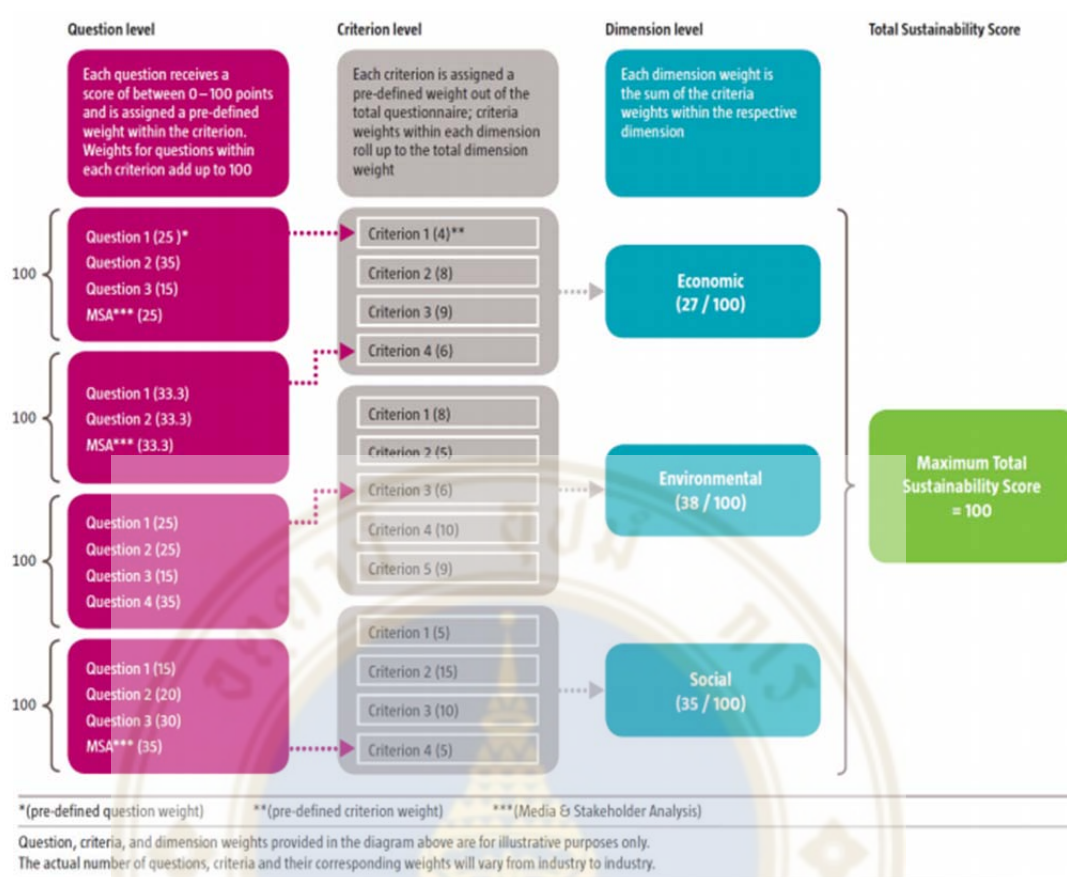 Question level
Each question receives a
score of between 0–100 points
and is assigned a pre-defined
weight within the criterion.
Weights for questions within
each criterion add up to 100
100
Question 1 (25 )*
Question 2 (35)
Question 3 (15)
MSA*** (25)
100
Question 1 (33.3)
Question 2 (33.3)
MSA*** (33.3)
100
Question 1 (25)
Question 2 (25)
Question 3 (15)
Question 4 (35)
100
Question 1 (15)
Question 2 (20)
Question 3 (30)
MSA*** (35)
Criterion level
Each criterion is assigned a
pre-defined weight out of the
total questionnaire; criteria
weights within each dimension
roll up to the total dimension
weight
Criterion 1 (4)**
Criterion 2 (8)
Criterion 3 (9)
Criterion 4 (6)
Criterion 1 (8)
Criterion 2 (5)
Criterion 3 (6)
Criterion 4 (10)
Criterion 5 (9)
Criterion 1 (5)
Criterion 2 (15)
Criterion 3 (10)
Criterion 4 (5)
Dimension level
Each dimension weight is
the sum of the criteria
weights within the respective
dimension
Economic
(27 / 100)
Environmental
(38 / 100)
Social
(35 / 100)
Total Sustainability Score
Maximum Total
Sustainability Score
= 100
*(pre-defined question weight) **(pre-defined criterion weight) ***(Media & Stakeholder Analysis)
Question, criteria, and dimension weights provided in the diagram above are for illustrative purposes only.
The actual number of questions, criteria and their corresponding weights will vary from industry to industry.